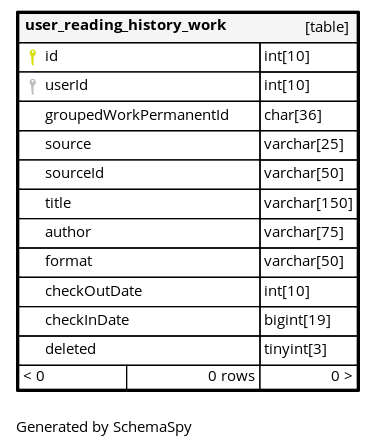 user_reading_history_work [table]
id int[10]
userId int[10]
groupedWorkPermanentId char[36]
source varchar[25]
sourceId varchar[50]
title varchar[150]
author varchar[75]
format varchar[50]
checkOutDate int[10]
checkInDate bigint[19]
deleted tinyint[3]
< 0 0 rows 0 >
Generated by SchemaSpy